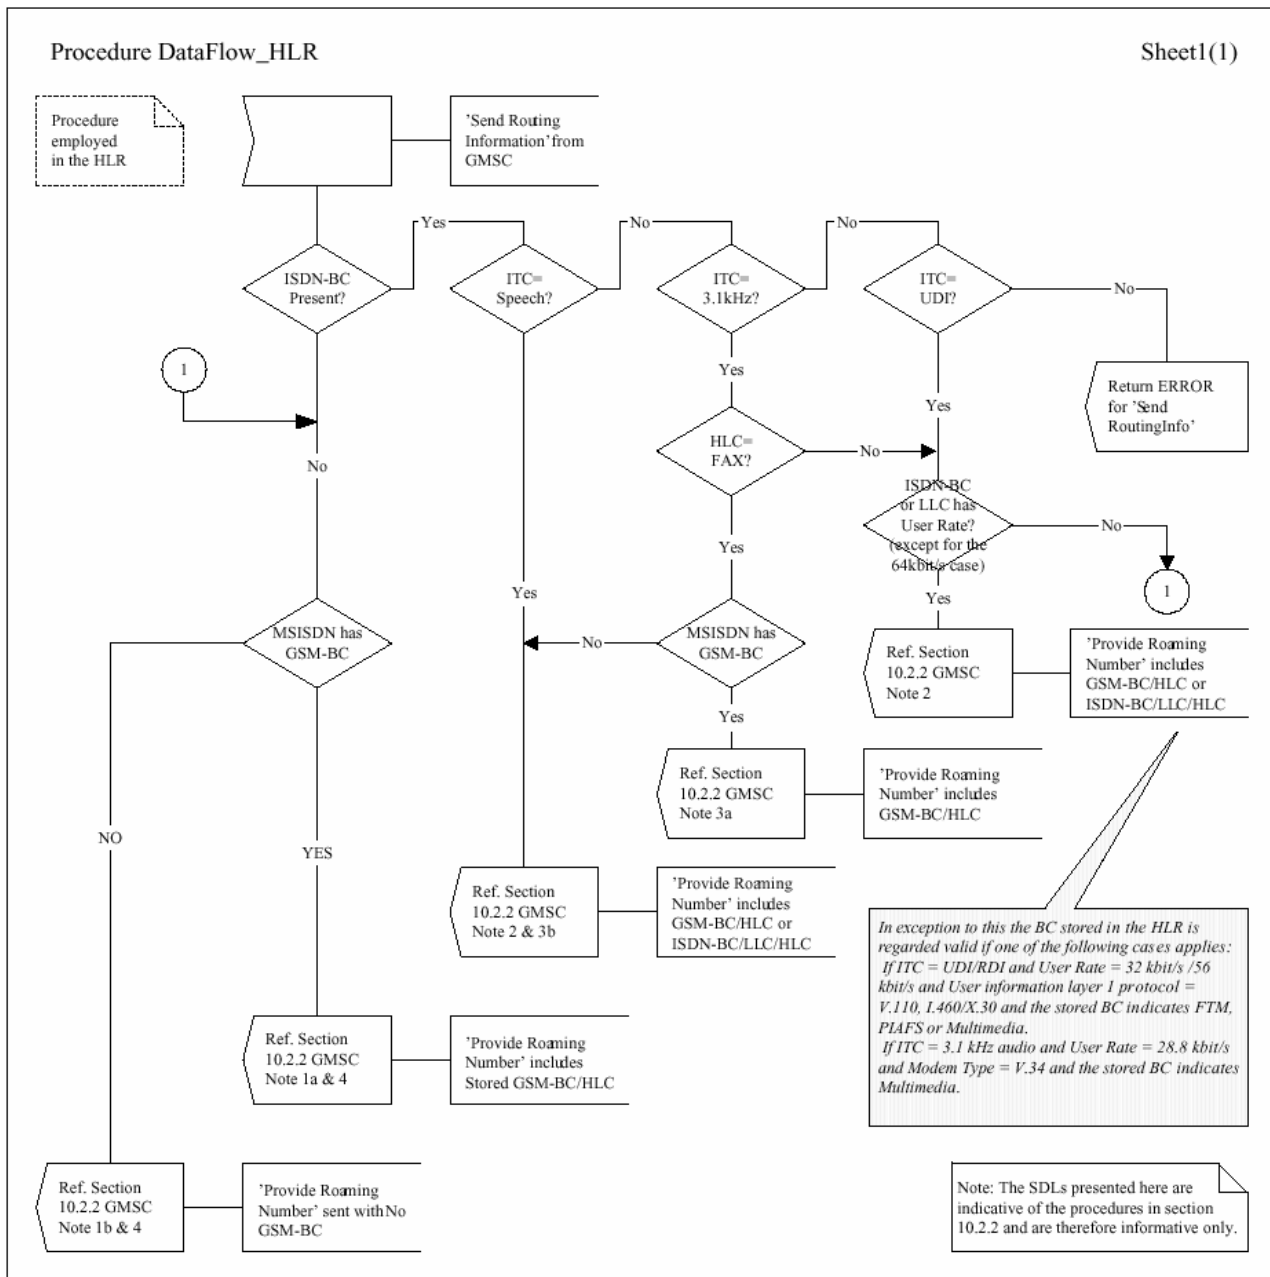 Procedure DataFlow_HLR
Sheet1(1)
Procedure
employed
in the HLR
'Send Routing
Information' from
GMSC
Yes
No
No
ISDN-BC
Present?
ITC=
Speech?
ITC=
3.1kHz?
ITC=
UDI?
No
1
Yes
Return ERROR
for 'Send
RoutingInfo'
Yes
No
HLC=
FAX?
No
ISDN-BC
or LLC has
User Rate?
(except for the
64kbit/s case)
No
Yes
Yes
Yes
1
MSISDN has
GSM-BC
No
MSISDN has
GSM-BC
Ref. Section
10.2.2 GMSC
Note 2
'Provide Roaming
Number' includes
GSM-BC/HLC or
ISDN-BC/LLC/HLC
Yes
Ref. Section
10.2.2 GMSC
Note 3a
'Provide Roaming
Number' includes
GSM-BC/HLC
NO
YES
Ref. Section
10.2.2 GMSC
Note 2 & 3b
'Provide Roaming
Number' includes
GSM-BC/HLC or
ISDN-BC/LLC/HLC
In exception to this the BC stored in the HLR is
regarded valid if one of the following cases applies:
If ITC = UDI/RDI and User Rate = 32 kbit/s /56
kbit/s and User information layer 1 protocol =
V.110, I.460/X.30 and the stored BC indicates FTM,
PIAFS or Multimedia.
If ITC = 3.1 kHz audio and User Rate = 28.8 kbit/s
and Modem Type = V.34 and the stored BC indicates
Multimedia.
Ref. Section
10.2.2 GMSC
Note 1a & 4
'Provide Roaming
Number' includes
Stored GSM-BC/HLC
Ref. Section
10.2.2 GMSC
Note 1b & 4
'Provide Roaming
Number' sent with No
GSM-BC
Note: The SDLs presented here are
indicative of the procedures in section
10.2.2 and are therefore informative only.